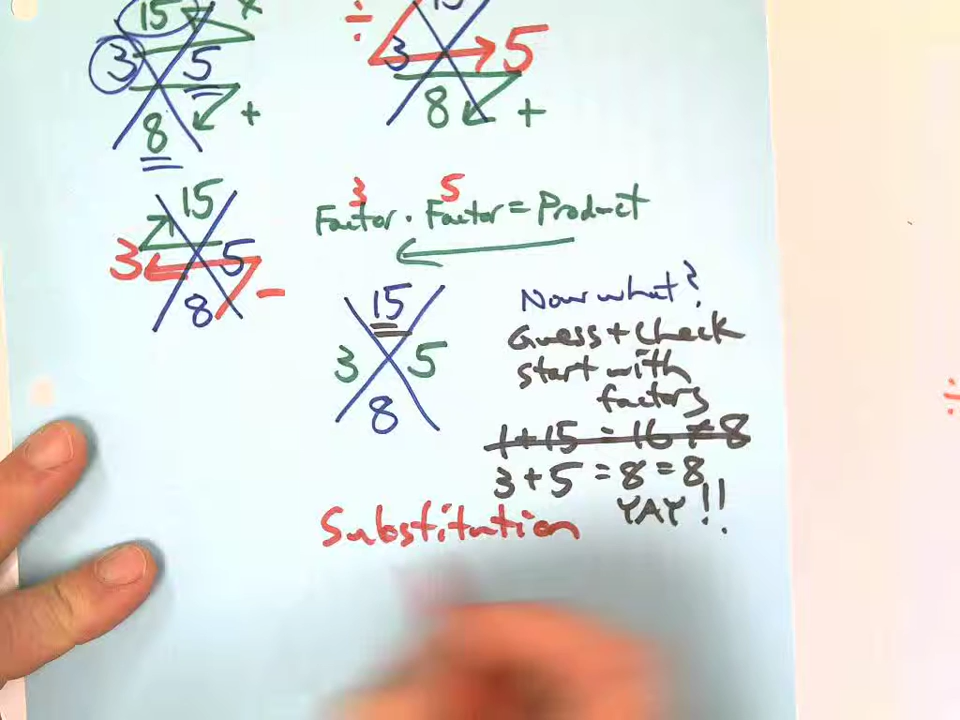 15 x
3 5
8 +
÷ 15
3 5
8 +
15
3 5
8 -
3 5
Factor · Factor = Product
15
3 5
8
Now what?
Guess + Check
start with
factors
1 + 15 = 16 ≠ 8
3 + 5 = 8 = 8
YAY!!
Substitution
÷